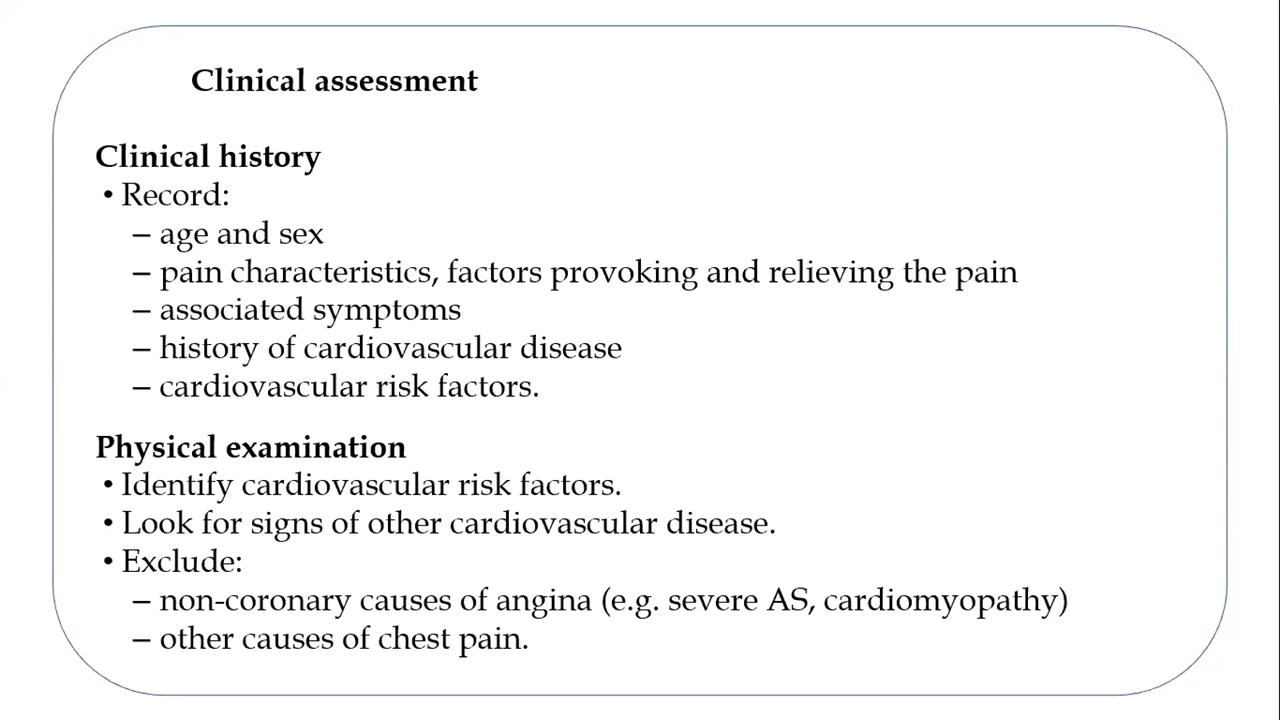 Clinical assessment
Clinical history
• Record:
– age and sex
– pain characteristics, factors provoking and relieving the pain
– associated symptoms
– history of cardiovascular disease
– cardiovascular risk factors.
Physical examination
• Identify cardiovascular risk factors.
• Look for signs of other cardiovascular disease.
• Exclude:
– non-coronary causes of angina (e.g. severe AS, cardiomyopathy)
– other causes of chest pain.